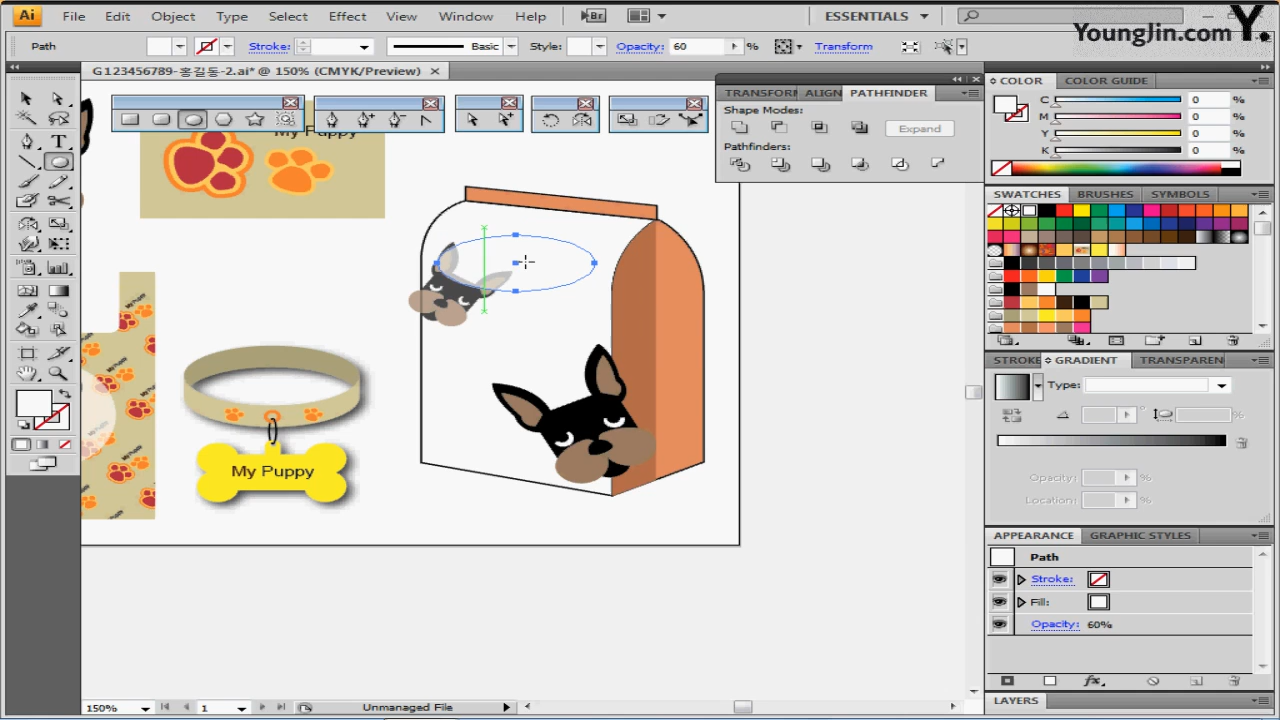 Ai File Edit Object Type Select Effect View Window Help Br ESSENTIALS
YoungJin.com Y.
Path Stroke: Basic Style: Opacity: 60 % Transform
G123456789-홍길동-2.ai* @ 150% (CMYK/Preview)
TRANSFORM ALIGN PATHFINDER
Shape Modes:
Expand
Pathfinders:
COLOR COLOR GUIDE
C 0 %
M 0 %
Y 0 %
K 0 %
SWATCHES BRUSHES SYMBOLS
My Puppy
My Puppy
STROKE GRADIENT TRANSPAREN
Type:
Opacity: %
Location: %
APPEARANCE GRAPHIC STYLES
Path
Stroke:
Fill:
Opacity: 60%
fx
LAYERS
150% 1 Unmanaged File